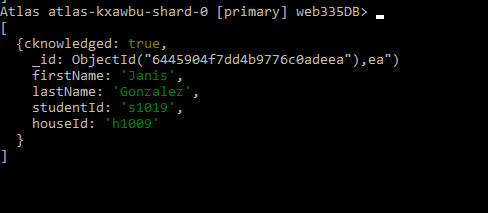 Atlas atlas-kxawbu-shard-0 [primary] web335DB> _
[
  {cknowledged: true,
    _id: ObjectId("6445904f7dd4b9776c0adeea"),ea")
    firstName: 'Janis',
    lastName: 'Gonzalez',
    studentId: 's1019',
    houseId: 'h1009'
  }
]